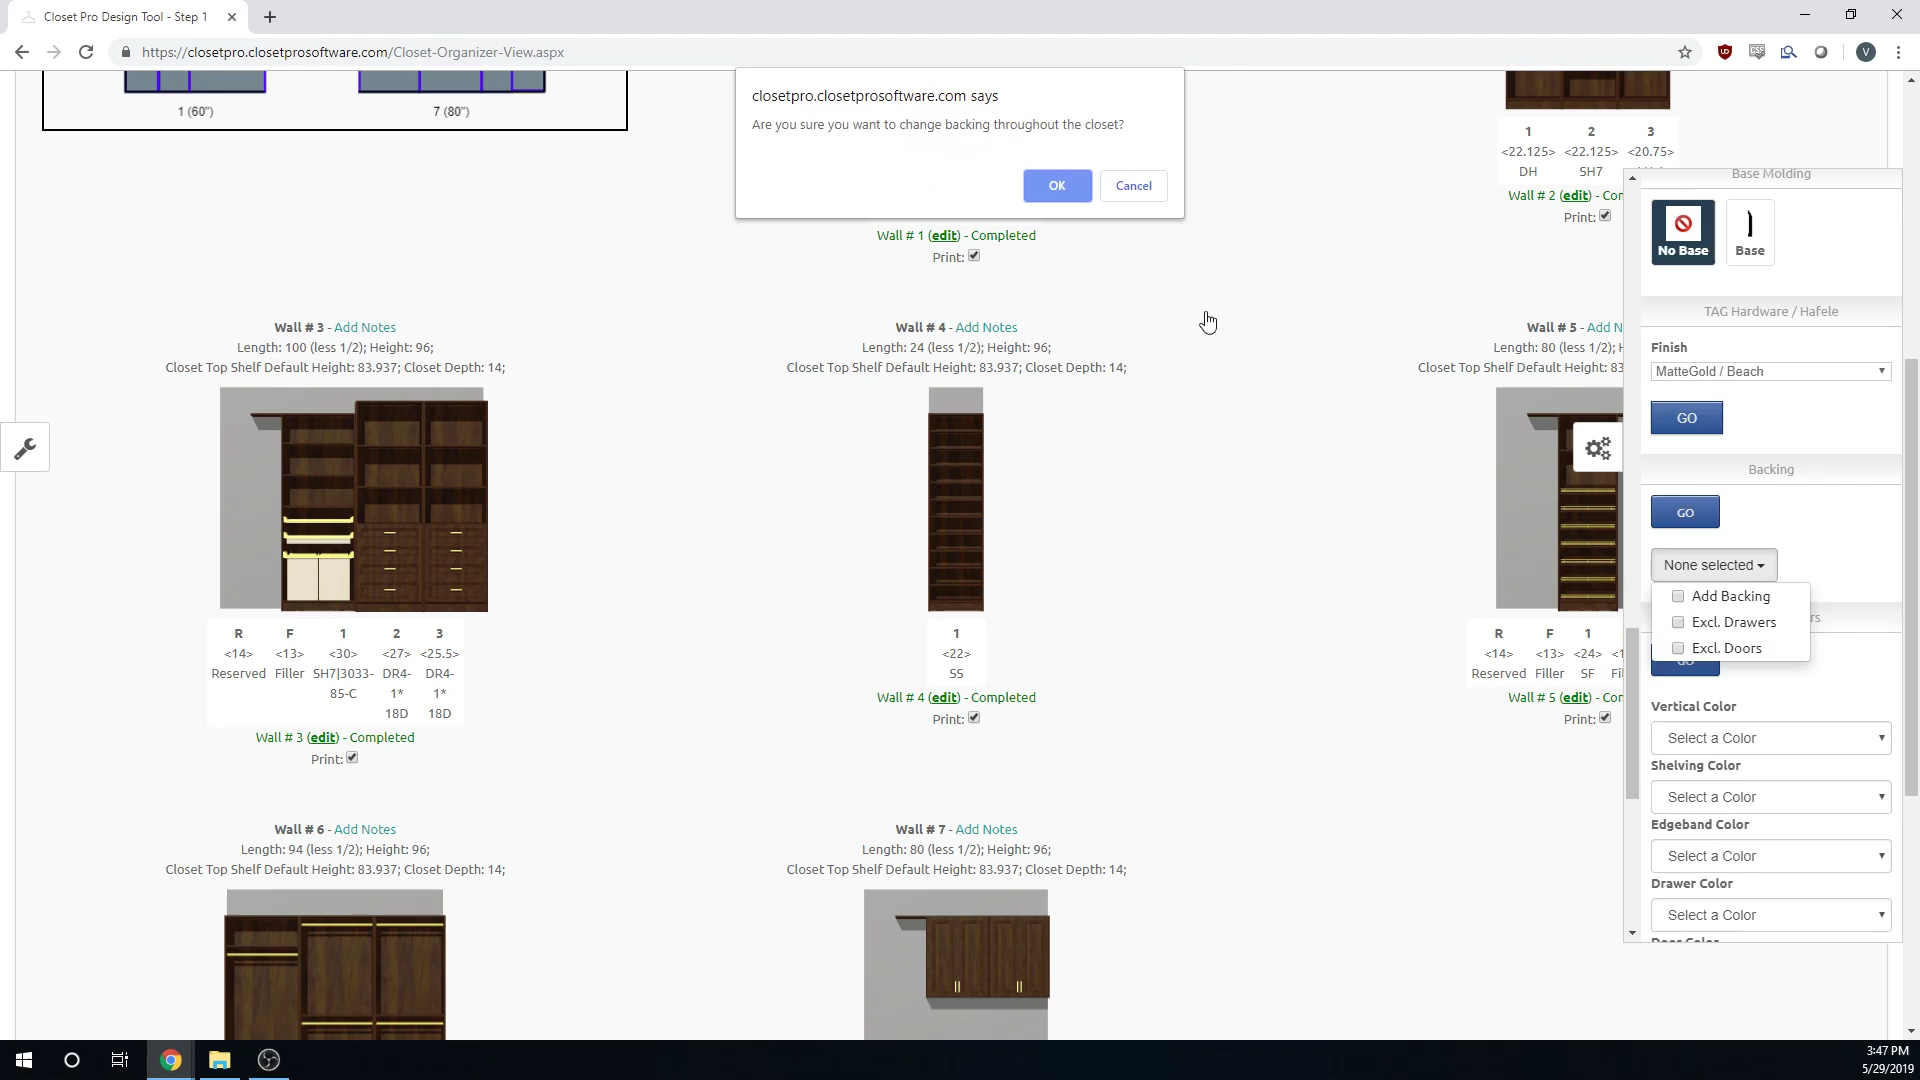 Closet Pro Design Tool - Step 1
https://closetpro.closetprosoftware.com/Closet-Organizer-View.aspx
V
1 (60")
7 (80")
closetpro.closetprosoftware.com says
Are you sure you want to change backing throughout the closet?
OK
Cancel
Wall # 1 (edit) - Completed
Print:
1 2 3
<22.125> <22.125> <20.75>
DH SH7
Wall # 2 (edit) - Con
Print:
Wall # 3 - Add Notes
Length: 100 (less 1/2); Height: 96;
Closet Top Shelf Default Height: 83.937; Closet Depth: 14;
R F 1 2 3
<14> <13> <30> <27> <25.5>
Reserved Filler SH7|3033- DR4- DR4-
85-C 1* 1*
18D 18D
Wall # 3 (edit) - Completed
Print:
Wall # 4 - Add Notes
Length: 24 (less 1/2); Height: 96;
Closet Top Shelf Default Height: 83.937; Closet Depth: 14;
1
<22>
SS
Wall # 4 (edit) - Completed
Print:
Wall # 5 - Add N
Length: 80 (less 1/2); H
Closet Top Shelf Default Height: 83
R F 1
<14> <13> <24> <1
Reserved Filler SF Fil
Wall # 5 (edit) - Con
Print:
Wall # 6 - Add Notes
Length: 94 (less 1/2); Height: 96;
Closet Top Shelf Default Height: 83.937; Closet Depth: 14;
Wall # 7 - Add Notes
Length: 80 (less 1/2); Height: 96;
Closet Top Shelf Default Height: 83.937; Closet Depth: 14;
Base Molding
No Base
Base
TAG Hardware / Hafele
Finish
MatteGold / Beach
GO
Backing
GO
None selected
Add Backing
Excl. Drawers
Excl. Doors
GO
Vertical Color
Select a Color
Shelving Color
Select a Color
Edgeband Color
Select a Color
Drawer Color
Select a Color
Door Color
3:47 PM
5/29/2019